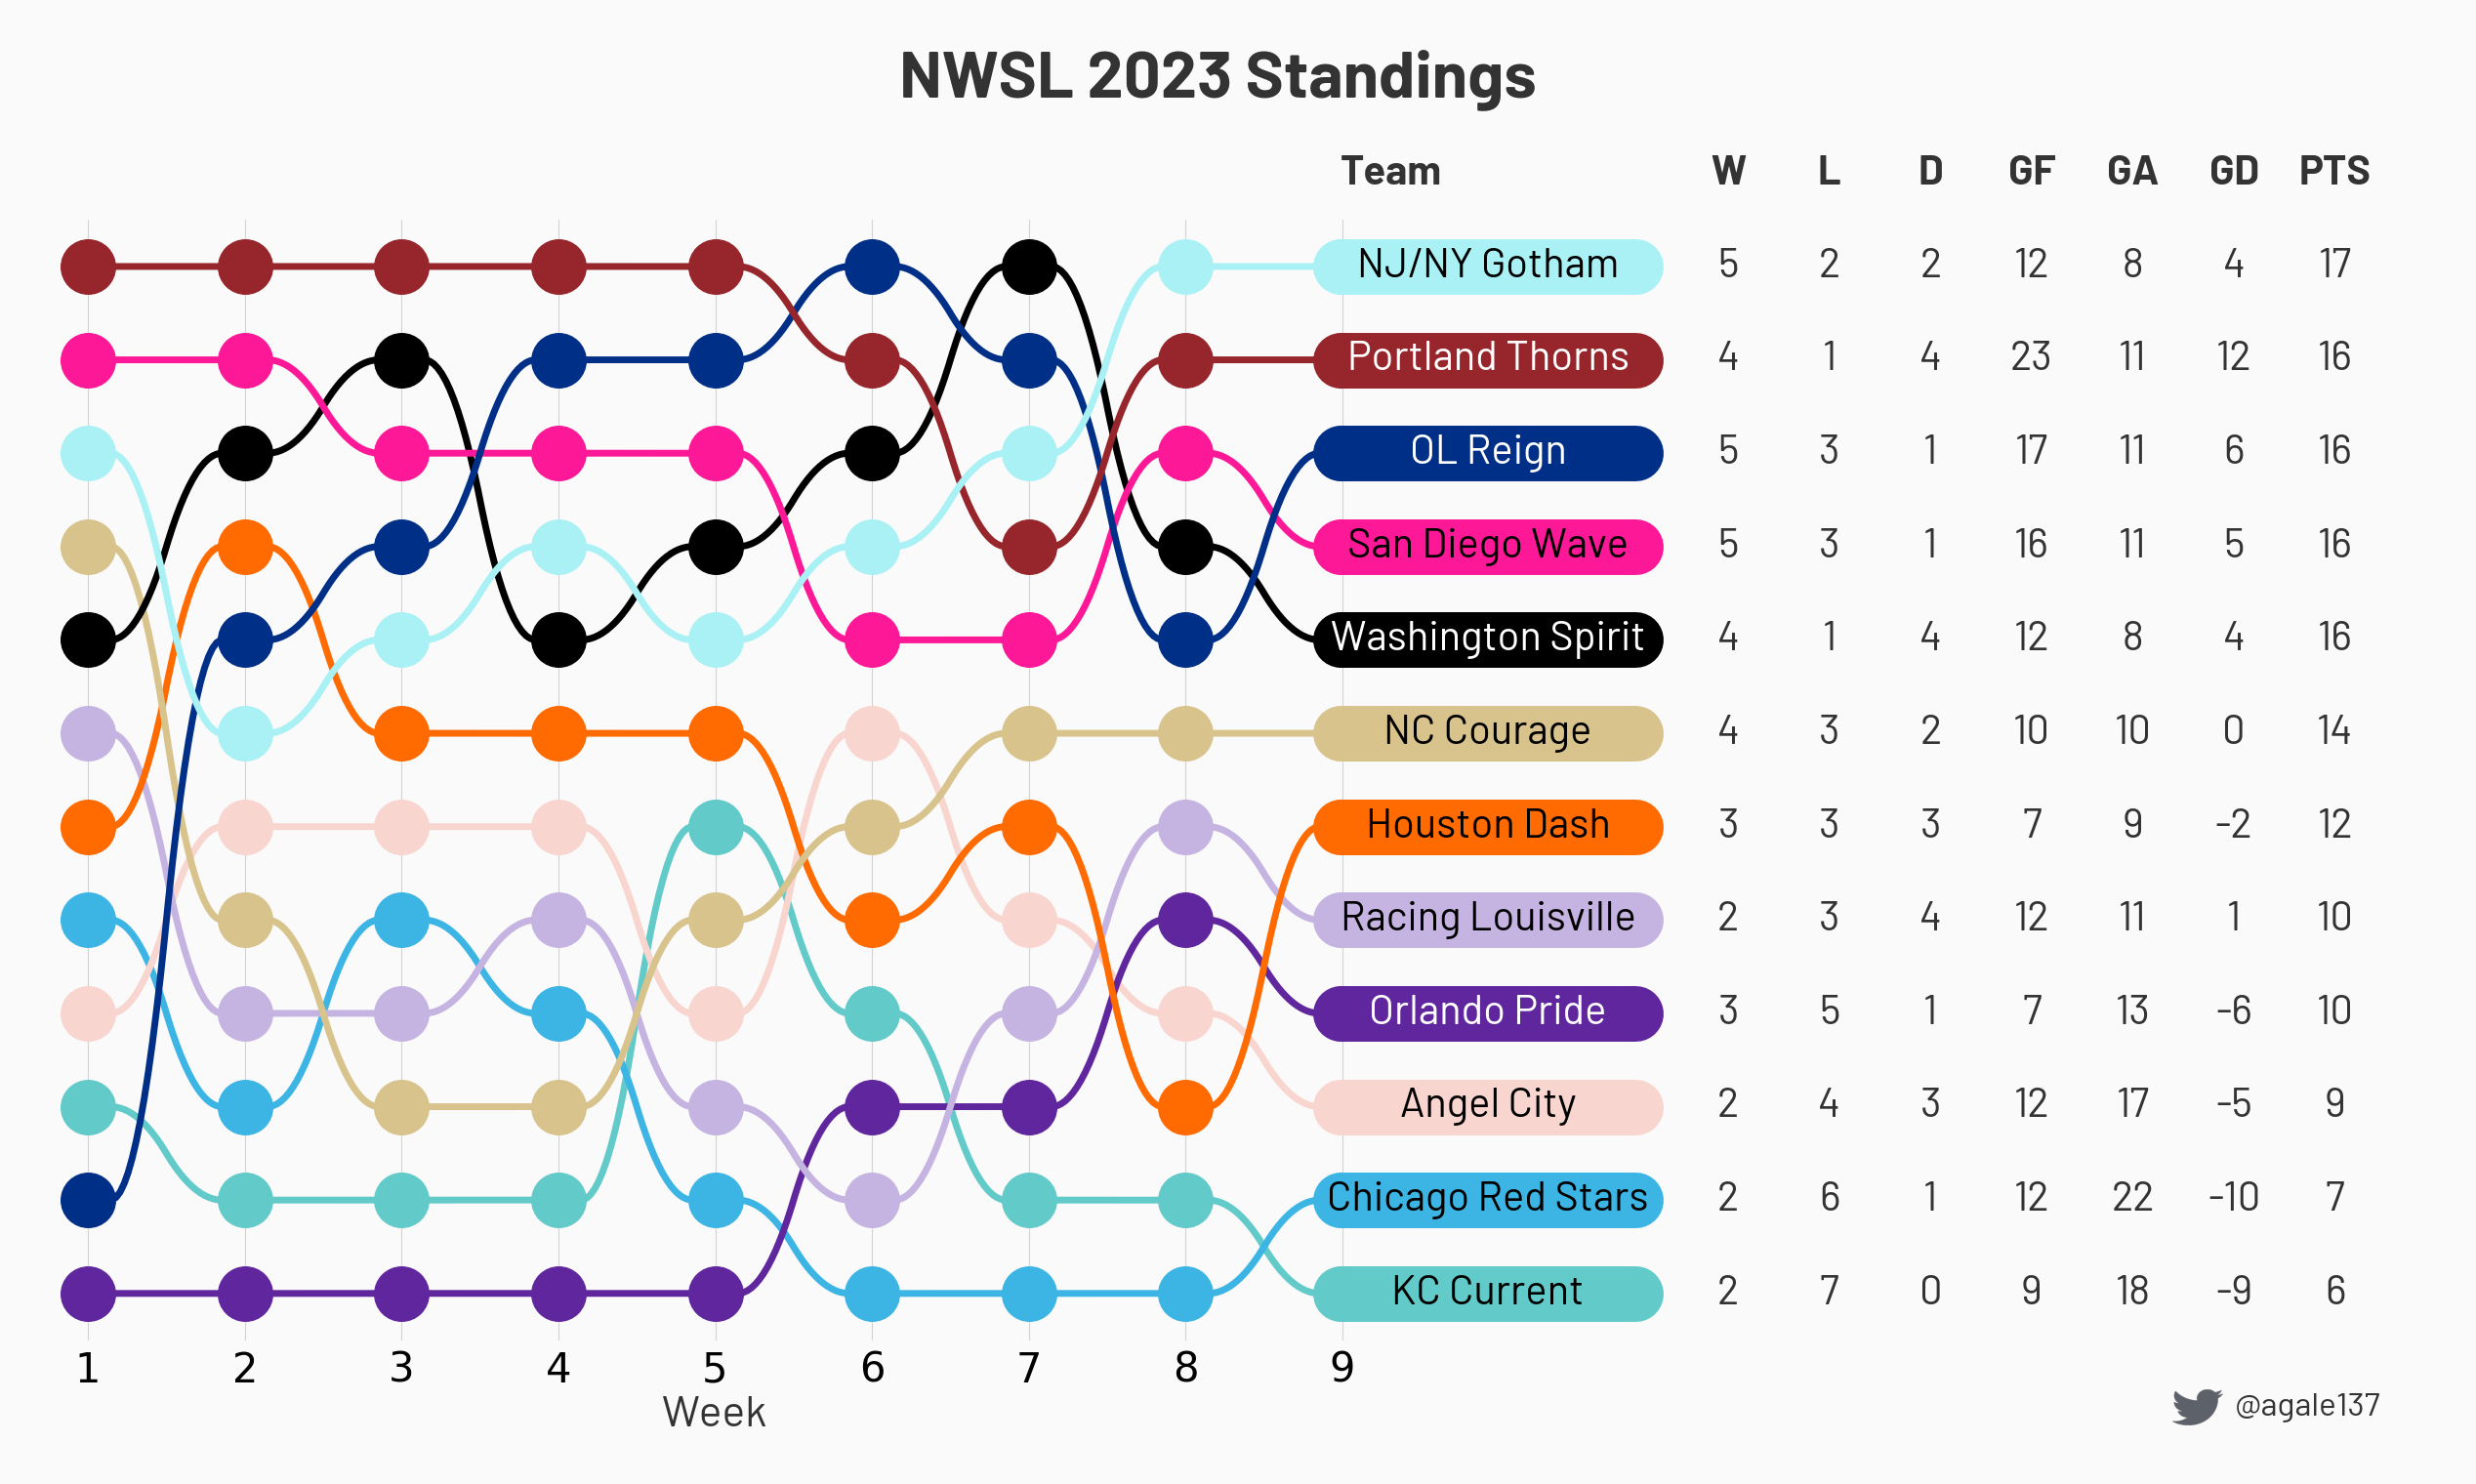 NWSL 2023 Standings
Team W L D GF GA GD PTS
NJ/NY Gotham 5 2 2 12 8 4 17
Portland Thorns 4 1 4 23 11 12 16
OL Reign 5 3 1 17 11 6 16
San Diego Wave 5 3 1 16 11 5 16
Washington Spirit 4 1 4 12 8 4 16
NC Courage 4 3 2 10 10 0 14
Houston Dash 3 3 3 7 9 -2 12
Racing Louisville 2 3 4 12 11 1 10
Orlando Pride 3 5 1 7 13 -6 10
Angel City 2 4 3 12 17 -5 9
Chicago Red Stars 2 6 1 12 22 -10 7
KC Current 2 7 0 9 18 -9 6
1 2 3 4 5 6 7 8 9
Week
@agale137